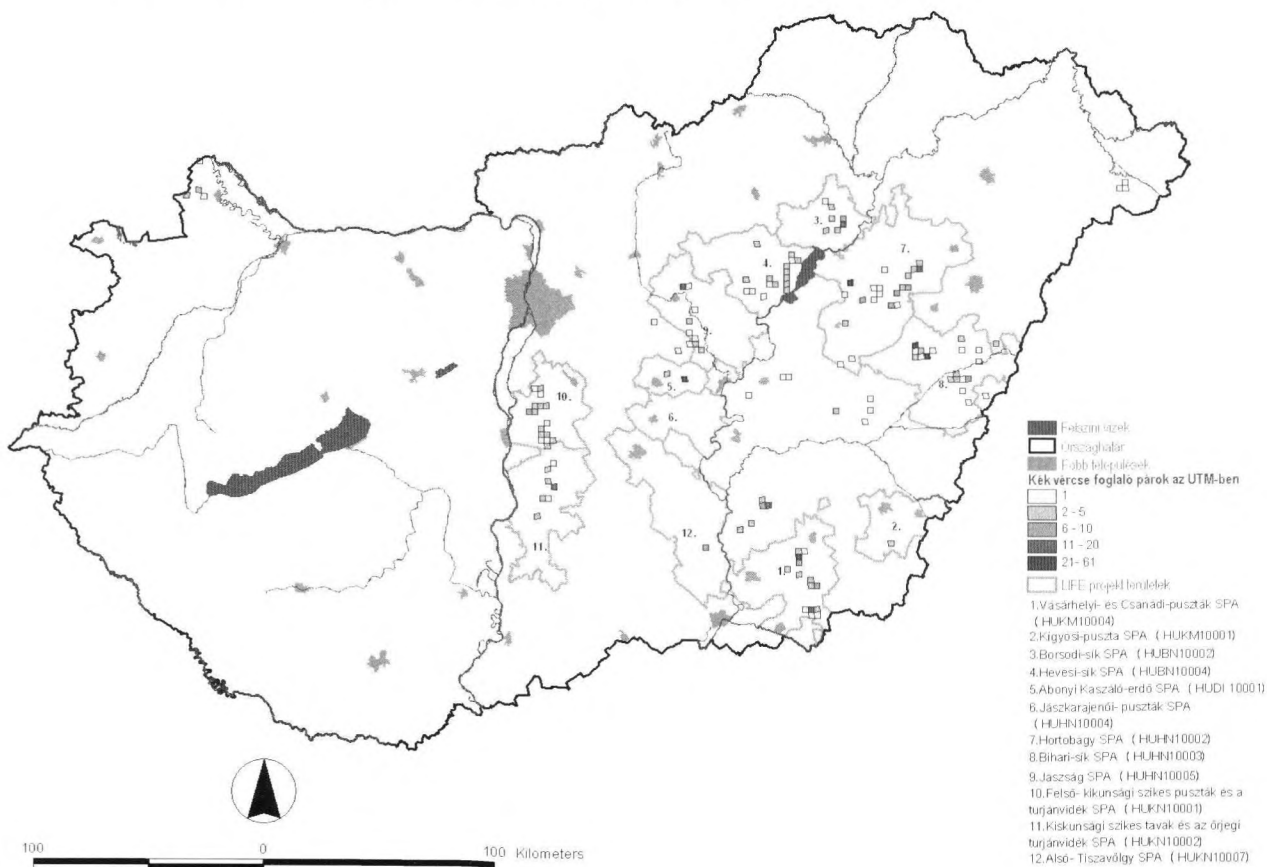 3.
7.
4.
9.
5.
8.
10.
6.
2.
12.
11.
1.
Felszíni vizek
Országhatár
Főbb települések
Kék vércse foglaló párok az UTM-ben
1
2 - 5
6 - 10
11 - 20
21 - 61
LIFE projekt területek
1.Vásárhelyi- és Csanádi-puszták SPA
(HUKM10004)
2.Kígyósi-puszta SPA (HUKM10001)
3.Borsodi-sík SPA (HUBN10002)
4.Hevesi-sík SPA (HUBN10004)
5.Abonyi Kaszáló-erdő SPA (HUDI 10001)
6.Jászkarajenői- puszták SPA
(HUHN10004)
7.Hortobágy SPA (HUHN10002)
8.Bihari-sík SPA (HUHN10003)
9.Jászság SPA (HUHN10005)
10.Felső- kikunsági szikes puszták és a
turjánvidék SPA (HUKN10001)
11.Kiskunsági szikes tavak és az őrjegi
turjánvidék SPA (HUKN10002)
12.Alsó- Tiszavölgy SPA (HUKN10007)
100 0 100 Kilometers